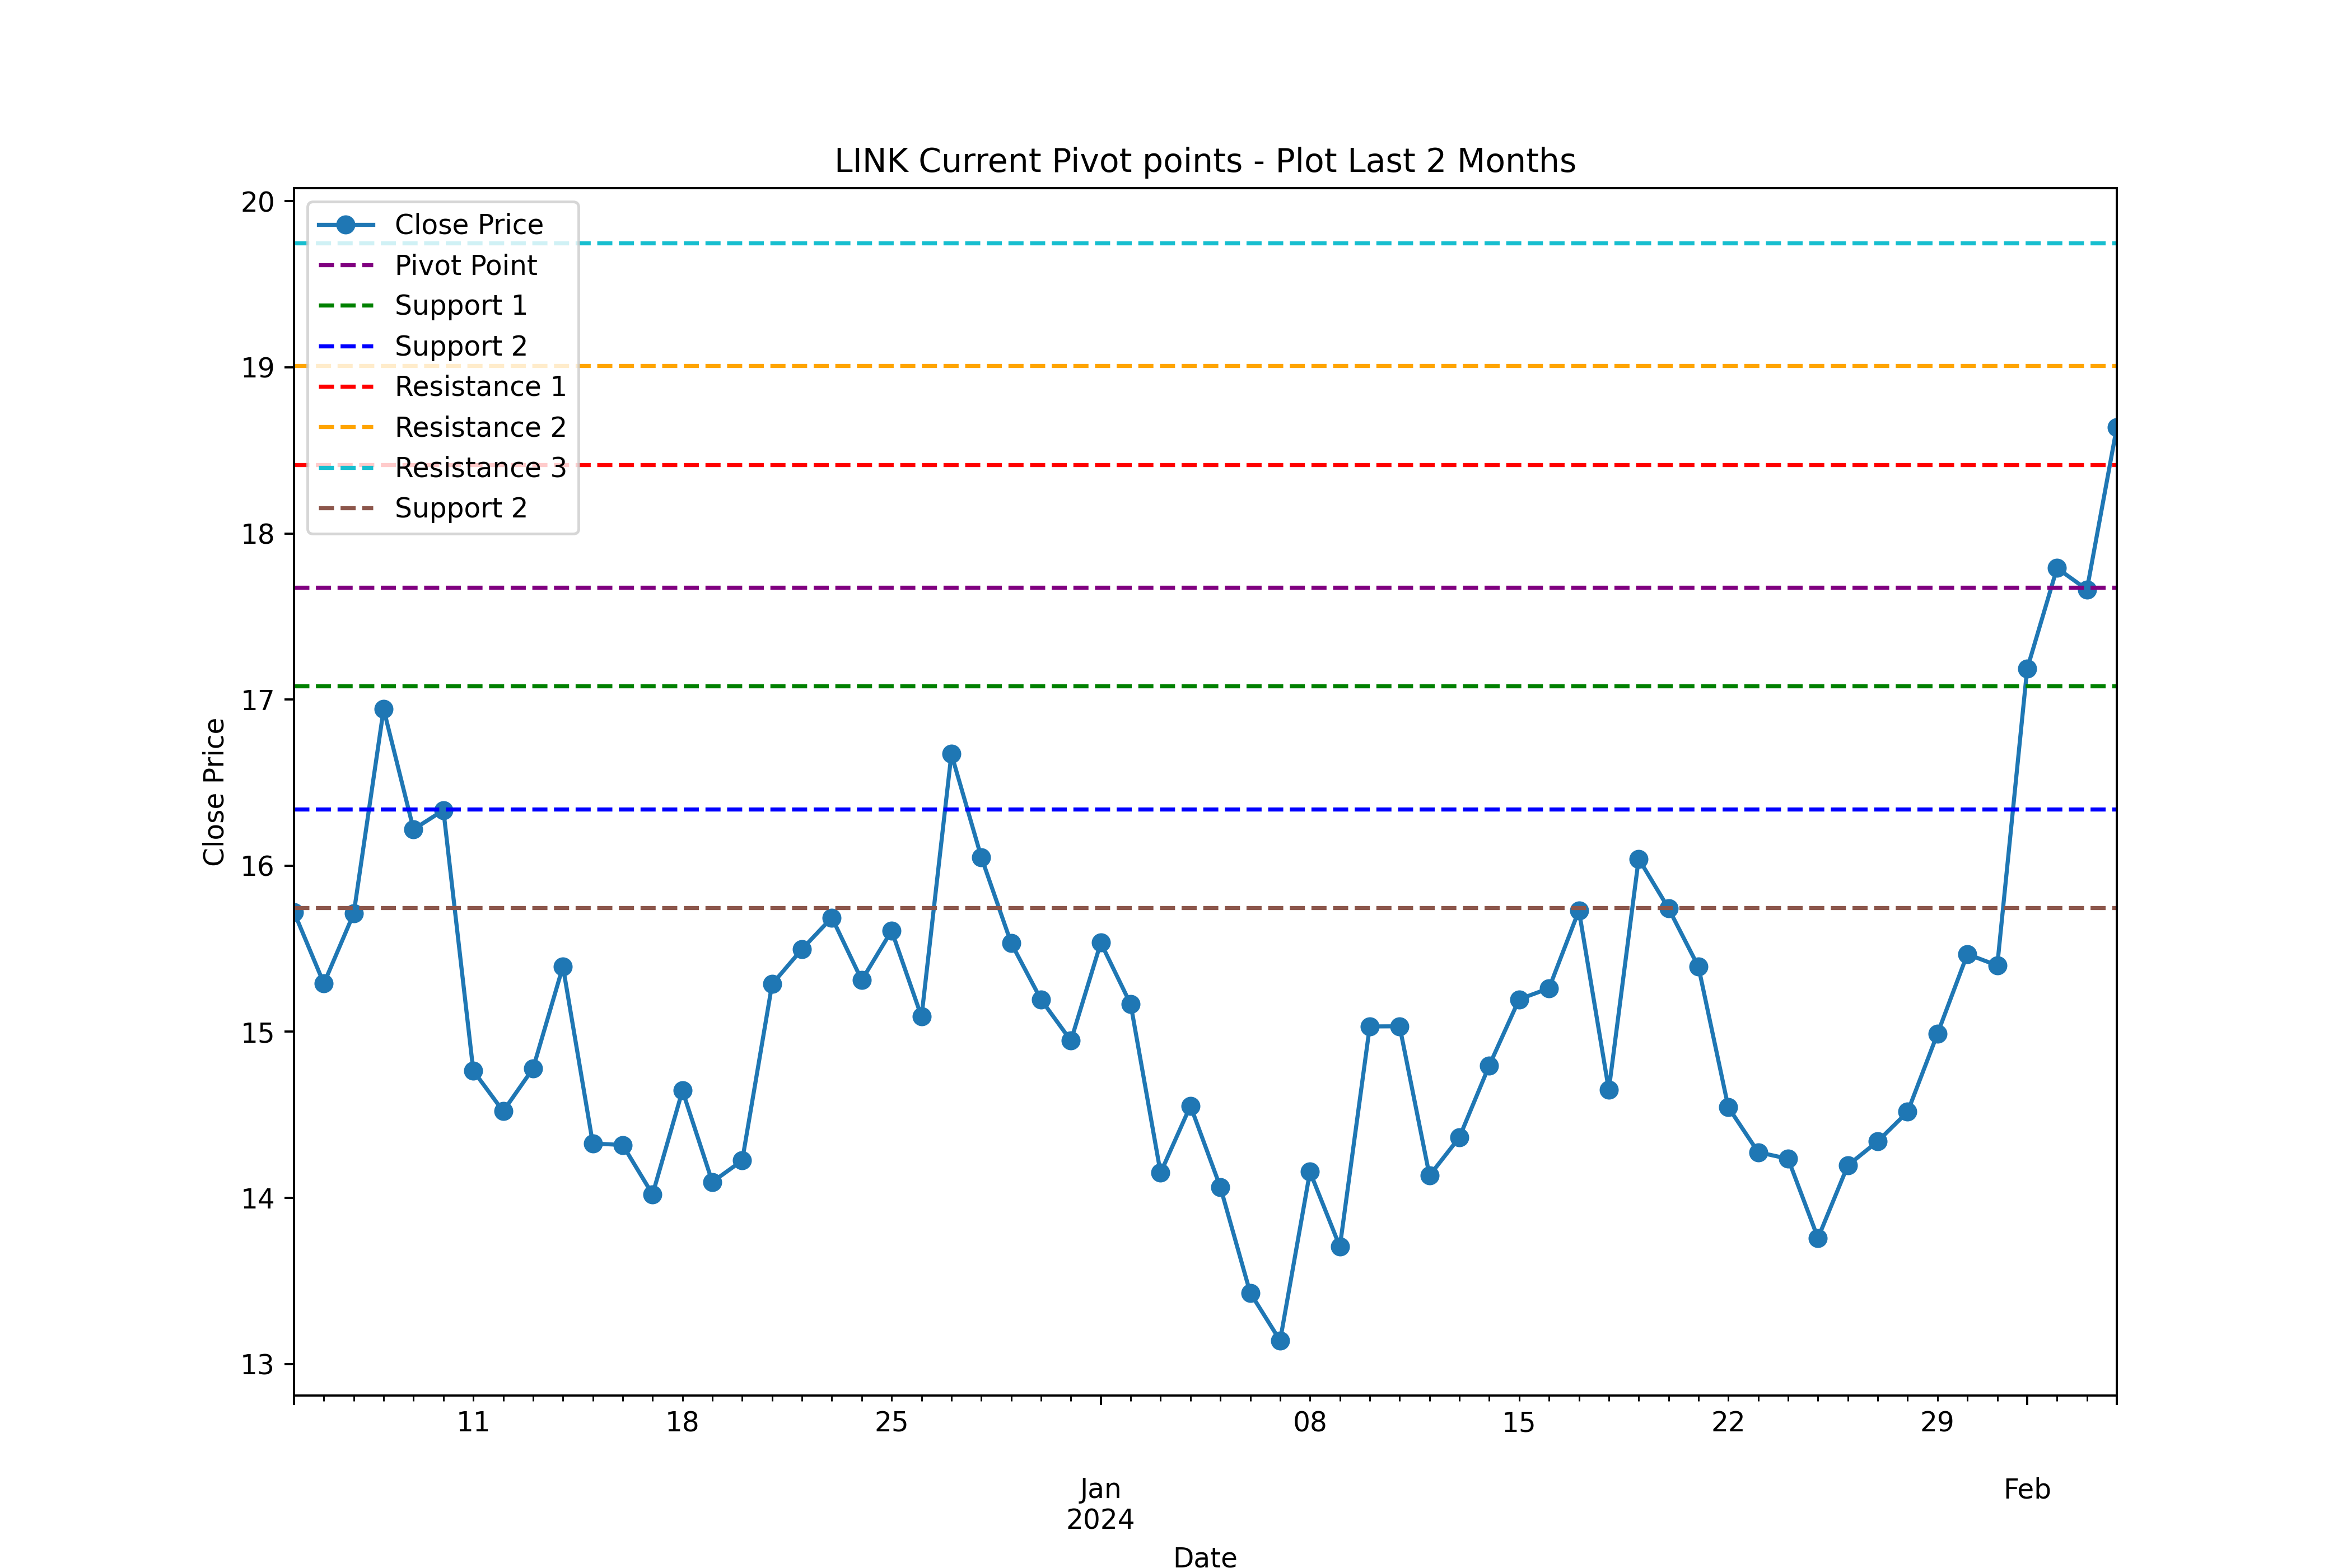 LINK Current Pivot points - Plot Last 2 Months
20
19
18
17
16
15
14
13
Close Price
Close Price
Pivot Point
Support 1
Support 2
Resistance 1
Resistance 2
Resistance 3
Support 2
11
18
25
08
15
22
29
Jan
2024
Feb
Date